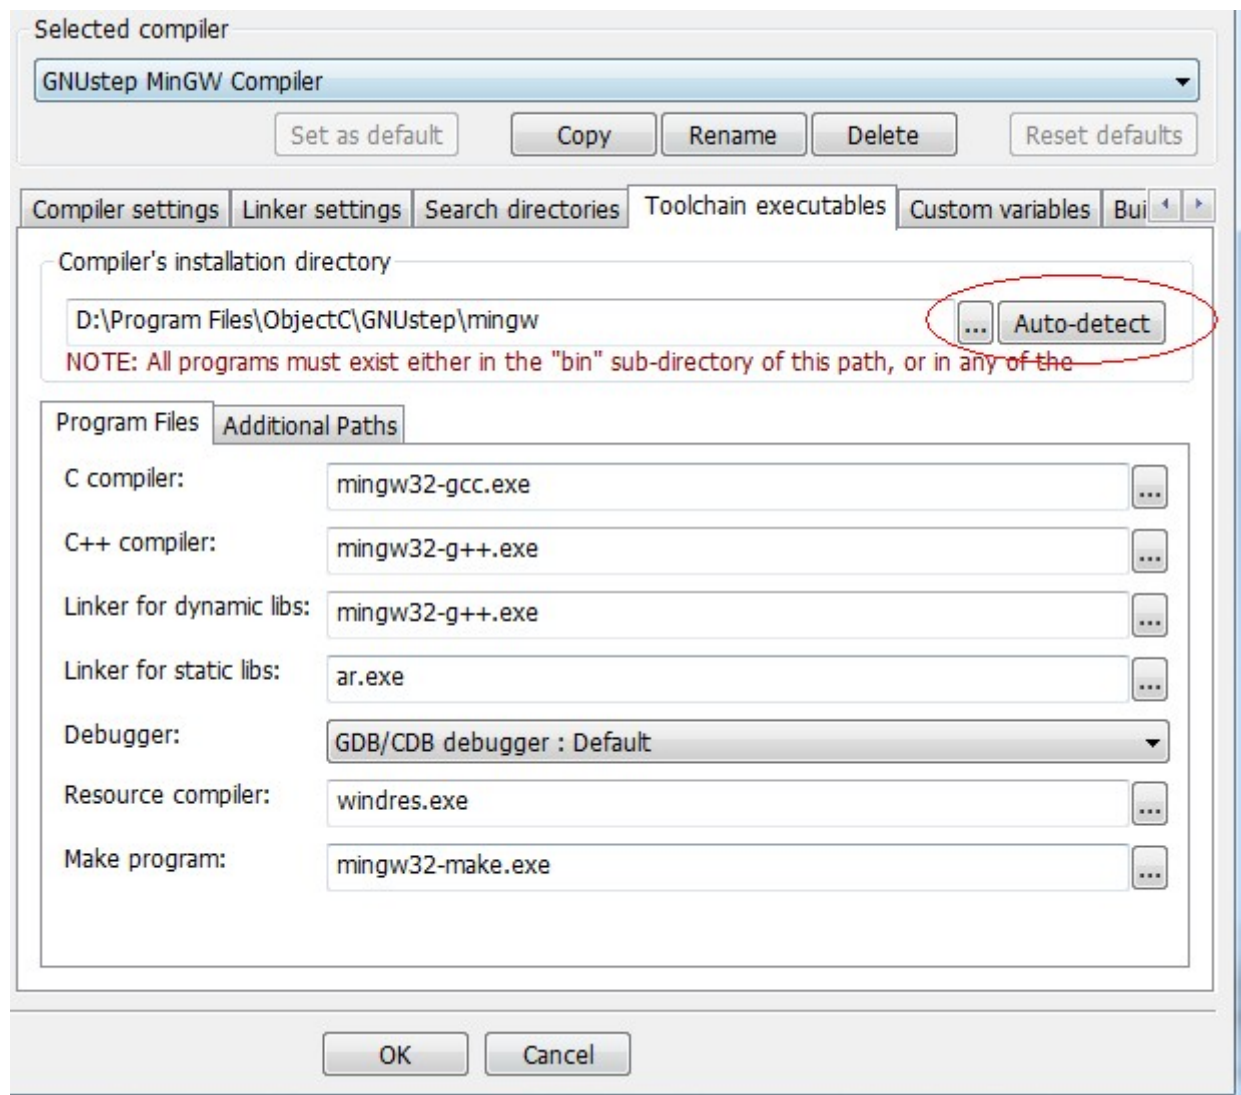 Selected compiler
GNUstep MinGW Compiler
Set as default Copy Rename Delete Reset defaults
Compiler settings Linker settings Search directories Toolchain executables Custom variables Bui
Compiler's installation directory
D:\Program Files\ObjectC\GNUstep\mingw ... Auto-detect
NOTE: All programs must exist either in the "bin" sub-directory of this path, or in any of the
Program Files Additional Paths
C compiler: mingw32-gcc.exe ...
C++ compiler: mingw32-g++.exe ...
Linker for dynamic libs: mingw32-g++.exe ...
Linker for static libs: ar.exe ...
Debugger: GDB/CDB debugger : Default
Resource compiler: windres.exe ...
Make program: mingw32-make.exe ...
OK Cancel